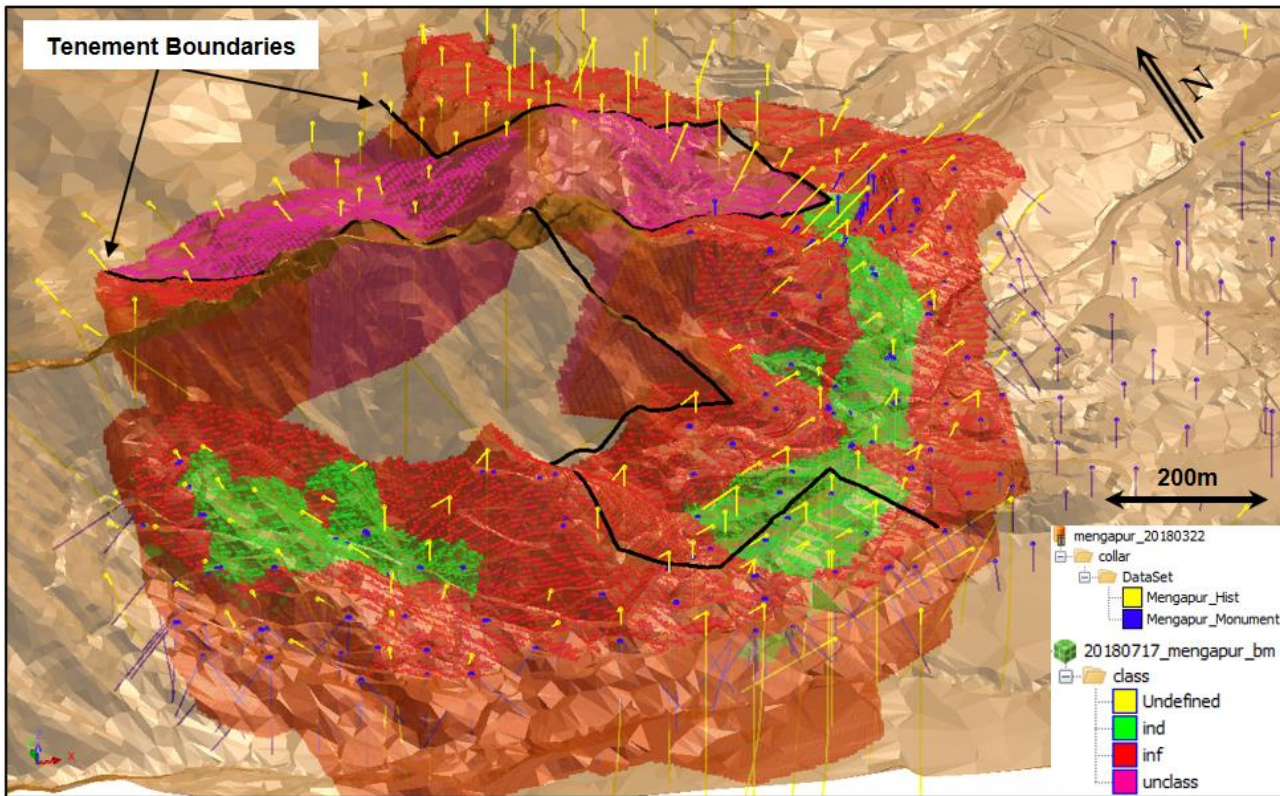 Tenement Boundaries
N
200m
mengapur_20180322
collar
DataSet
Mengapur_Hist
Mengapur_Monument
20180717_mengapur_bm
class
Undefined
ind
inf
unclass
Z
X